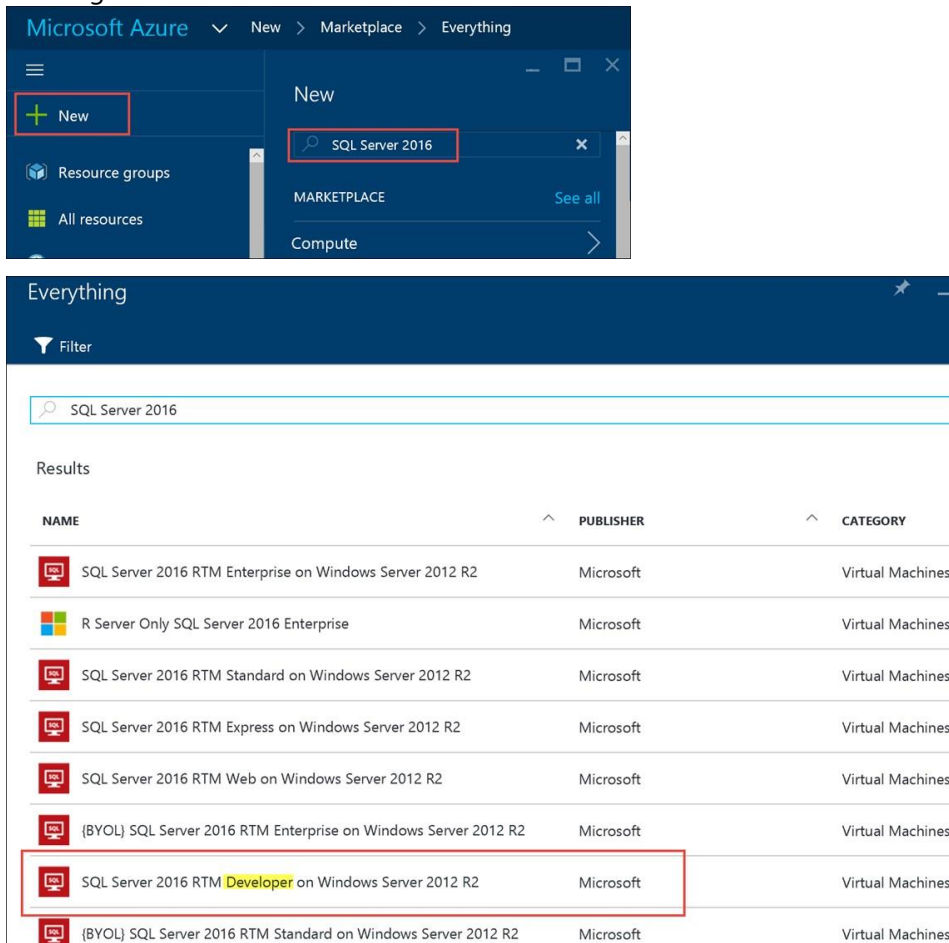 Microsoft Azure New > Marketplace > Everything
New
New
SQL Server 2016
Resource groups
MARKETPLACE See all
All resources
Compute
Everything
Filter
SQL Server 2016
Results
NAME PUBLISHER CATEGORY
SQL Server 2016 RTM Enterprise on Windows Server 2012 R2 Microsoft Virtual Machines
R Server Only SQL Server 2016 Enterprise Microsoft Virtual Machines
SQL Server 2016 RTM Standard on Windows Server 2012 R2 Microsoft Virtual Machines
SQL Server 2016 RTM Express on Windows Server 2012 R2 Microsoft Virtual Machines
SQL Server 2016 RTM Web on Windows Server 2012 R2 Microsoft Virtual Machines
{BYOL} SQL Server 2016 RTM Enterprise on Windows Server 2012 R2 Microsoft Virtual Machines
SQL Server 2016 RTM Developer on Windows Server 2012 R2 Microsoft Virtual Machines
{BYOL} SQL Server 2016 RTM Standard on Windows Server 2012 R2 Microsoft Virtual Machines